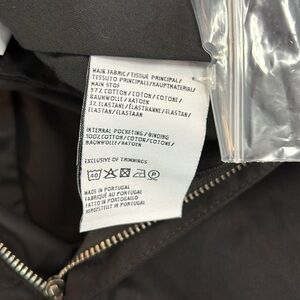 MAIN FABRIC/TISSUE PRINCIPAL/
TESSUTO PRINCIPALE/HAUPTMATERIAL/
MAIN STOF
97% COTTON/COTON/COTONE/
BAUMWOLLE/KATOEN
3% ELASTANE/ELASTHANNE/ELASTAN/
ELASTAN/ELASTAAN
INTERNAL POCKETING/BINDING
100% COTTON/COTON/COTONE/
BAUMWOLLE/KATOEN
EXCLUSIVE OF TRIMMINGS
40 P
MADE IN PORTUGAL
FABRIQUE AU PORTUGAL
FATTO IN PORTOGALLO
HERGESTELLT IN PORTUGAL